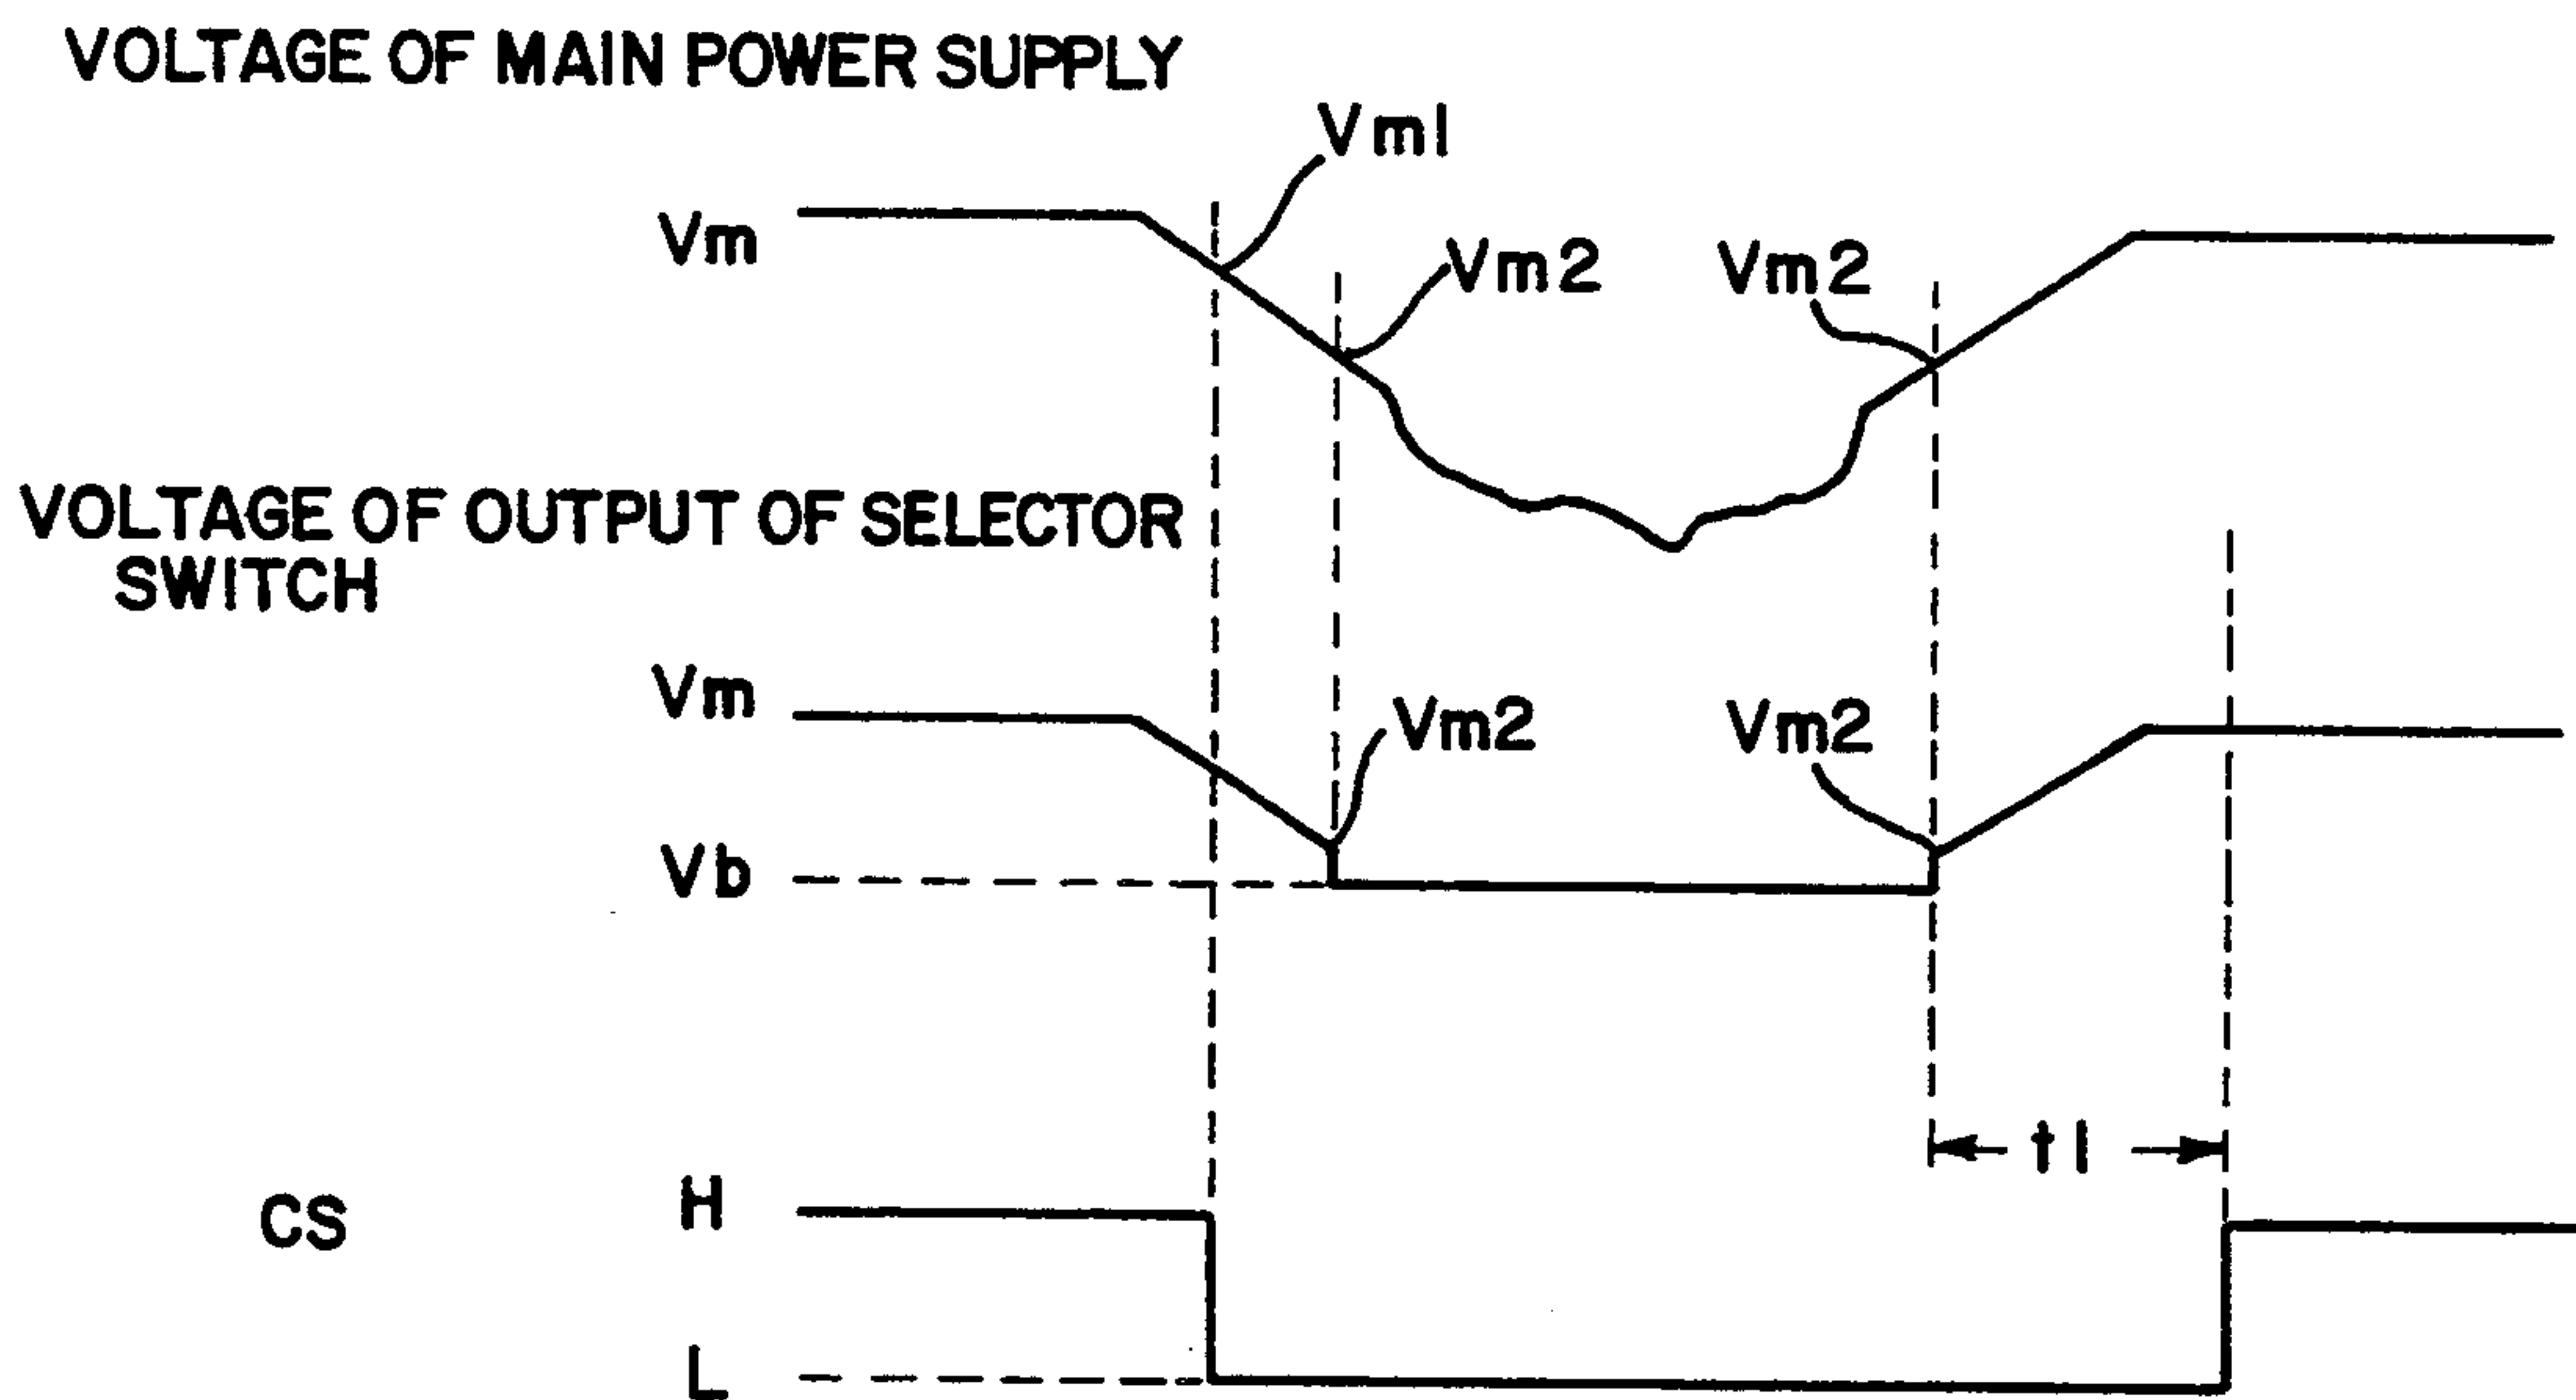 VOLTAGE OF MAIN POWER SUPPLY
Vm1
Vm
Vm2
Vm2
VOLTAGE OF OUTPUT OF SELECTOR
SWITCH
Vm
Vm2
Vm2
Vb
t1
CS
H
L